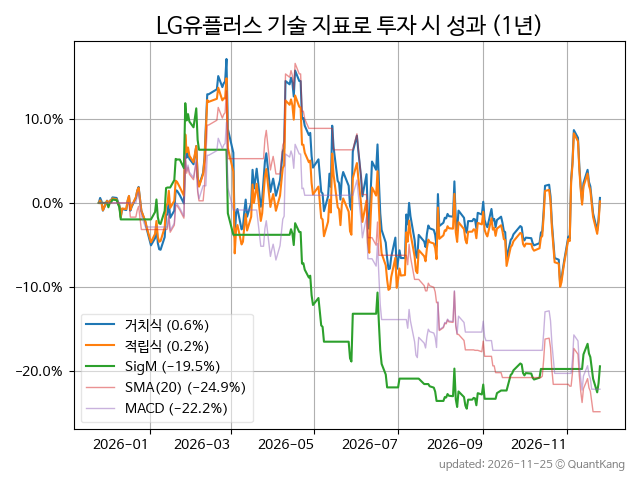 LG유플러스 기술 지표로 투자 시 성과 (1년)
10.0%
0.0%
−10.0%
−20.0%
거치식 (0.6%)
적립식 (0.2%)
SigM (−19.5%)
SMA(20) (−24.9%)
MACD (−22.2%)
2026−01 2026−03 2026−05 2026−07 2026−09 2026−11
updated: 2026−11−25 © QuantKang